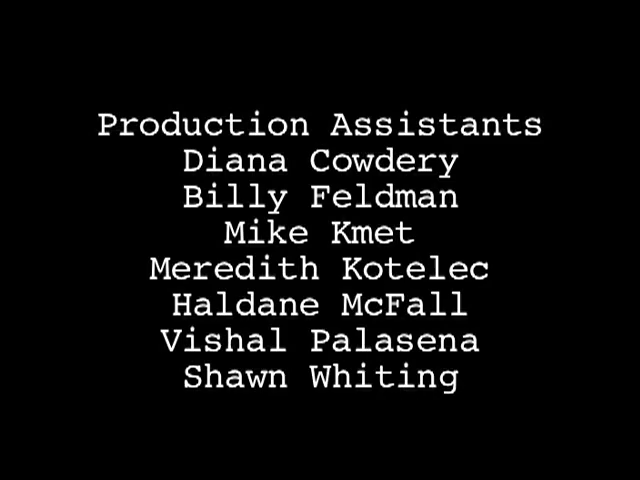 Production Assistants
Diana Cowdery
Billy Feldman
Mike Kmet
Meredith Kotelec
Haldane McFall
Vishal Palasena
Shawn Whiting